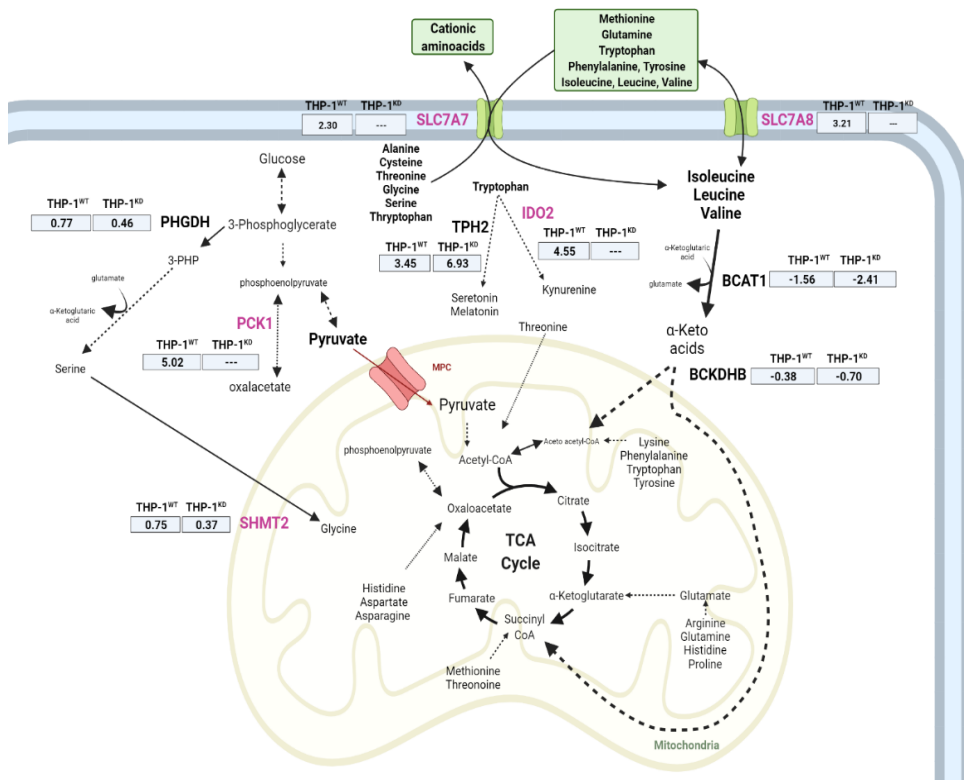 Cationic
aminoacids
Methionine
Glutamine
Tryptophan
Phenylalanine, Tyrosine
Isoleucine, Leucine, Valine
THP-1WT THP-1KD
2.30 ---
SLC7A7
SLC7A8
THP-1WT THP-1KD
3.21 ---
Alanine
Cysteine
Threonine
Glycine
Serine
Thryptophan
Glucose
THP-1WT THP-1KD
0.77 0.46
PHGDH
3-Phosphoglycerate
3-PHP
glutamate
α-Ketoglutaric
acid
Serine
phosphoenolpyruvate
PCK1
THP-1WT THP-1KD
5.02 ---
oxalacetate
Pyruvate
MPC
Pyruvate
Tryptophan
TPH2
THP-1WT THP-1KD
3.45 6.93
IDO2
THP-1WT THP-1KD
4.55 ---
Seretonin
Melatonin
Kynurenine
Isoleucine
Leucine
Valine
α-Ketoglutaric
acid
glutamate
BCAT1
THP-1WT THP-1KD
-1.56 -2.41
α-Keto
acids
BCKDHB
THP-1WT THP-1KD
-0.38 -0.70
Threonine
phosphoenolpyruvate
Acetyl-CoA
Aceto acetyl-CoA
Lysine
Phenylalanine
Tryptophan
Tyrosine
THP-1WT THP-1KD
0.75 0.37
SHMT2
Glycine
Oxaloacetate
Citrate
TCA
Cycle
Isocitrate
Malate
α-Ketoglutarate
Glutamate
Fumarate
Succinyl
CoA
Histidine
Aspartate
Asparagine
Arginine
Glutamine
Histidine
Proline
Methionine
Threonoine
Mitochondria